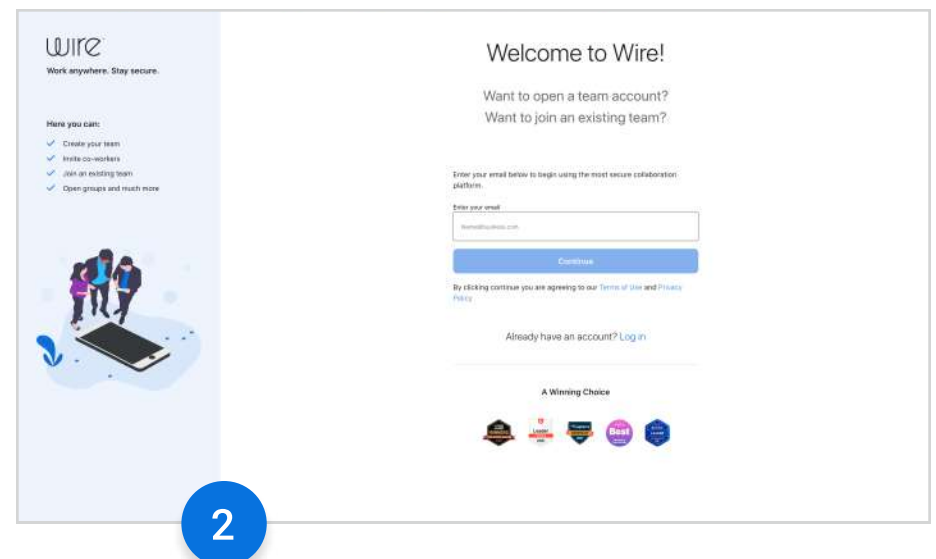 wire
Work anywhere. Stay secure.
Here you can:
Create your team
Invite co-workers
Join an existing team
Open groups and much more
Welcome to Wire!
Want to open a team account?
Want to join an existing team?
Enter your email below to begin using the most secure collaboration
platform.
Enter your email
Continue
By clicking continue you are agreeing to our Terms of Use and Privacy
Policy
Already have an account? Log in
A Winning Choice
Leader
Best
2